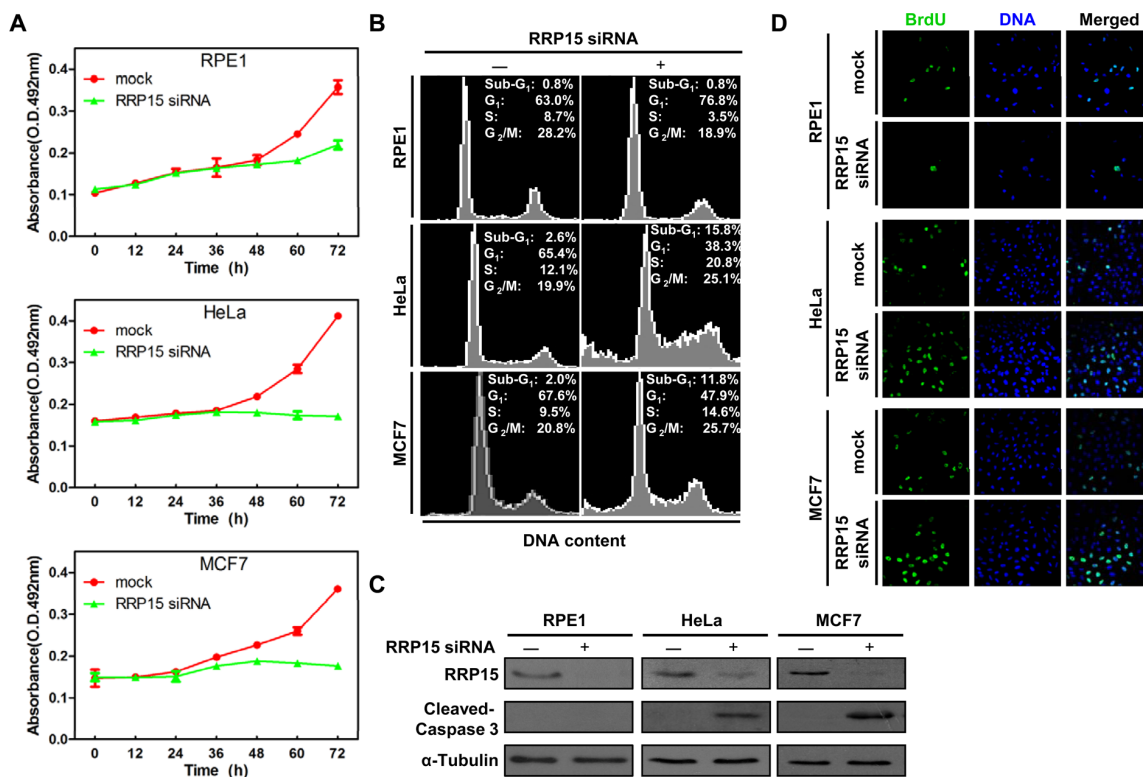 A
RPE1
mock
RRP15 siRNA
Absorbance(O.D.492nm)
0.4
0.3
0.2
0.1
0.0
0 12 24 36 48 60 72
Time (h)
HeLa
mock
RRP15 siRNA
Absorbance(O.D.492nm)
0.4
0.3
0.2
0.1
0.0
0 12 24 36 48 60 72
Time (h)
MCF7
mock
RRP15 siRNA
Absorbance(O.D.492nm)
0.4
0.3
0.2
0.1
0.0
0 12 24 36 48 60 72
Time (h)
B
RRP15 siRNA
— +
RPE1
Sub-G1: 0.8%
G1: 63.0%
S: 8.7%
G2/M: 28.2%
Sub-G1: 0.8%
G1: 76.8%
S: 3.5%
G2/M: 18.9%
HeLa
Sub-G1: 2.6%
G1: 65.4%
S: 12.1%
G2/M: 19.9%
Sub-G1: 15.8%
G1: 38.3%
S: 20.8%
G2/M: 25.1%
MCF7
Sub-G1: 2.0%
G1: 67.6%
S: 9.5%
G2/M: 20.8%
Sub-G1: 11.8%
G1: 47.9%
S: 14.6%
G2/M: 25.7%
DNA content
C
RPE1 HeLa MCF7
RRP15 siRNA — + — + — +
RRP15
Cleaved-
Caspase 3
α-Tubulin
D
BrdU DNA Merged
RPE1
mock
RRP15
siRNA
HeLa
mock
RRP15
siRNA
MCF7
mock
RRP15
siRNA